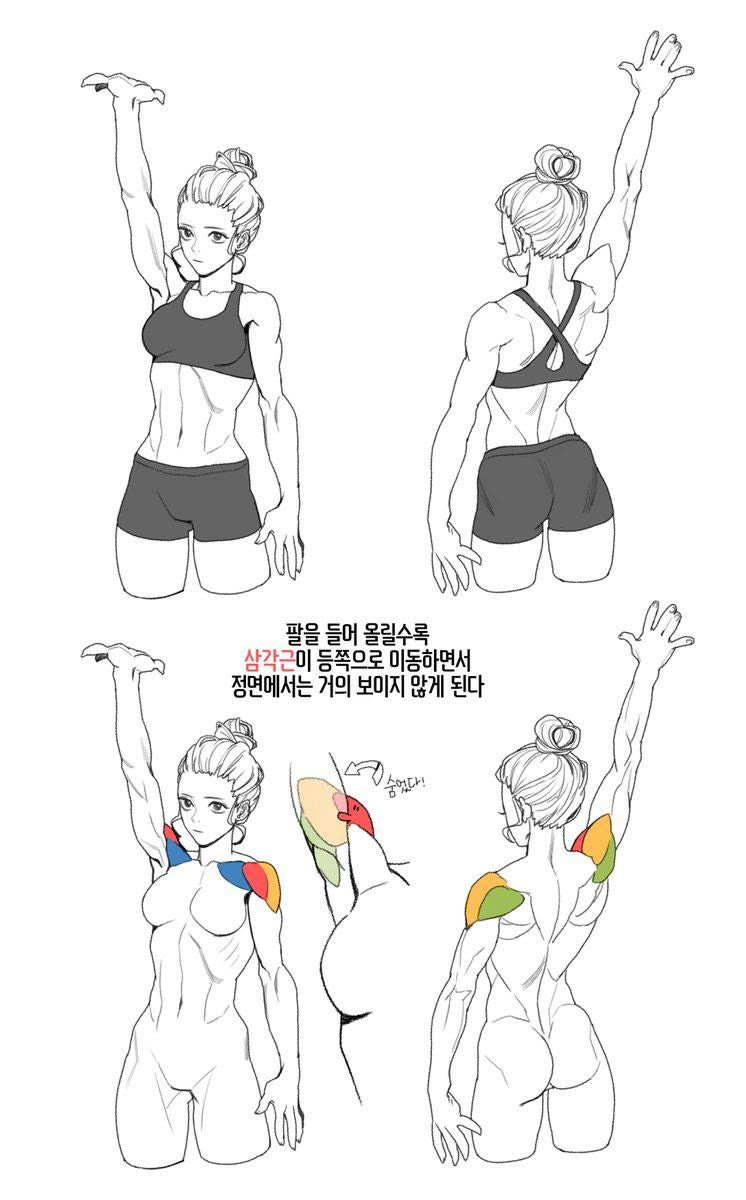 팔을 들어 올릴수록
삼각근이 등쪽으로 이동하면서
정면에서는 거의 보이지 않게 된다
숨었다!